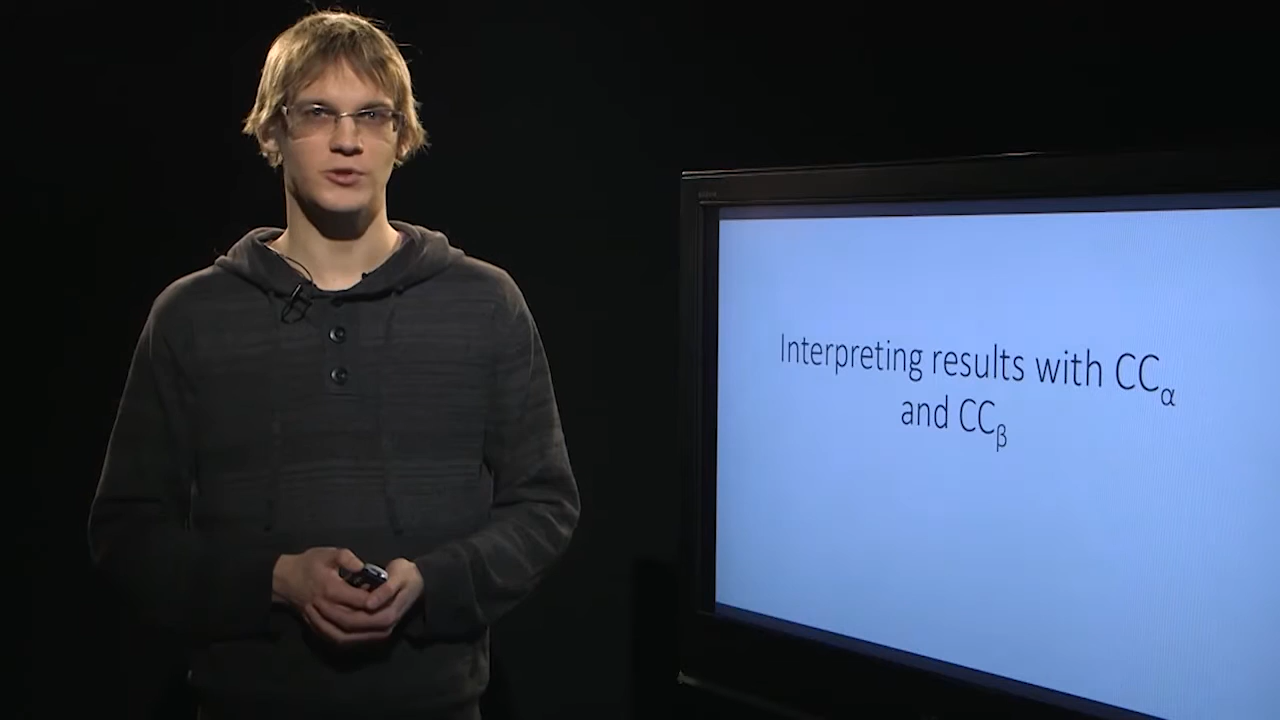 Interpreting results with CCα
and CCβ